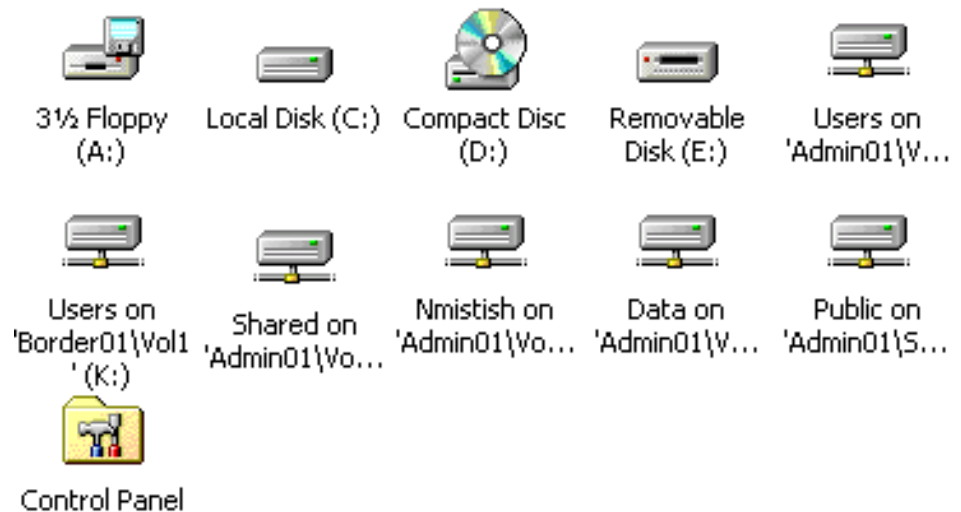 3½ Floppy
(A:)
Local Disk (C:)
Compact Disc
(D:)
Removable
Disk (E:)
Users on
'Admin01\V...
Users on
'Border01\Vol1
' (K:)
Shared on
'Admin01\Vo...
Nmistish on
'Admin01\Vo...
Data on
'Admin01\V...
Public on
'Admin01\S...
Control Panel